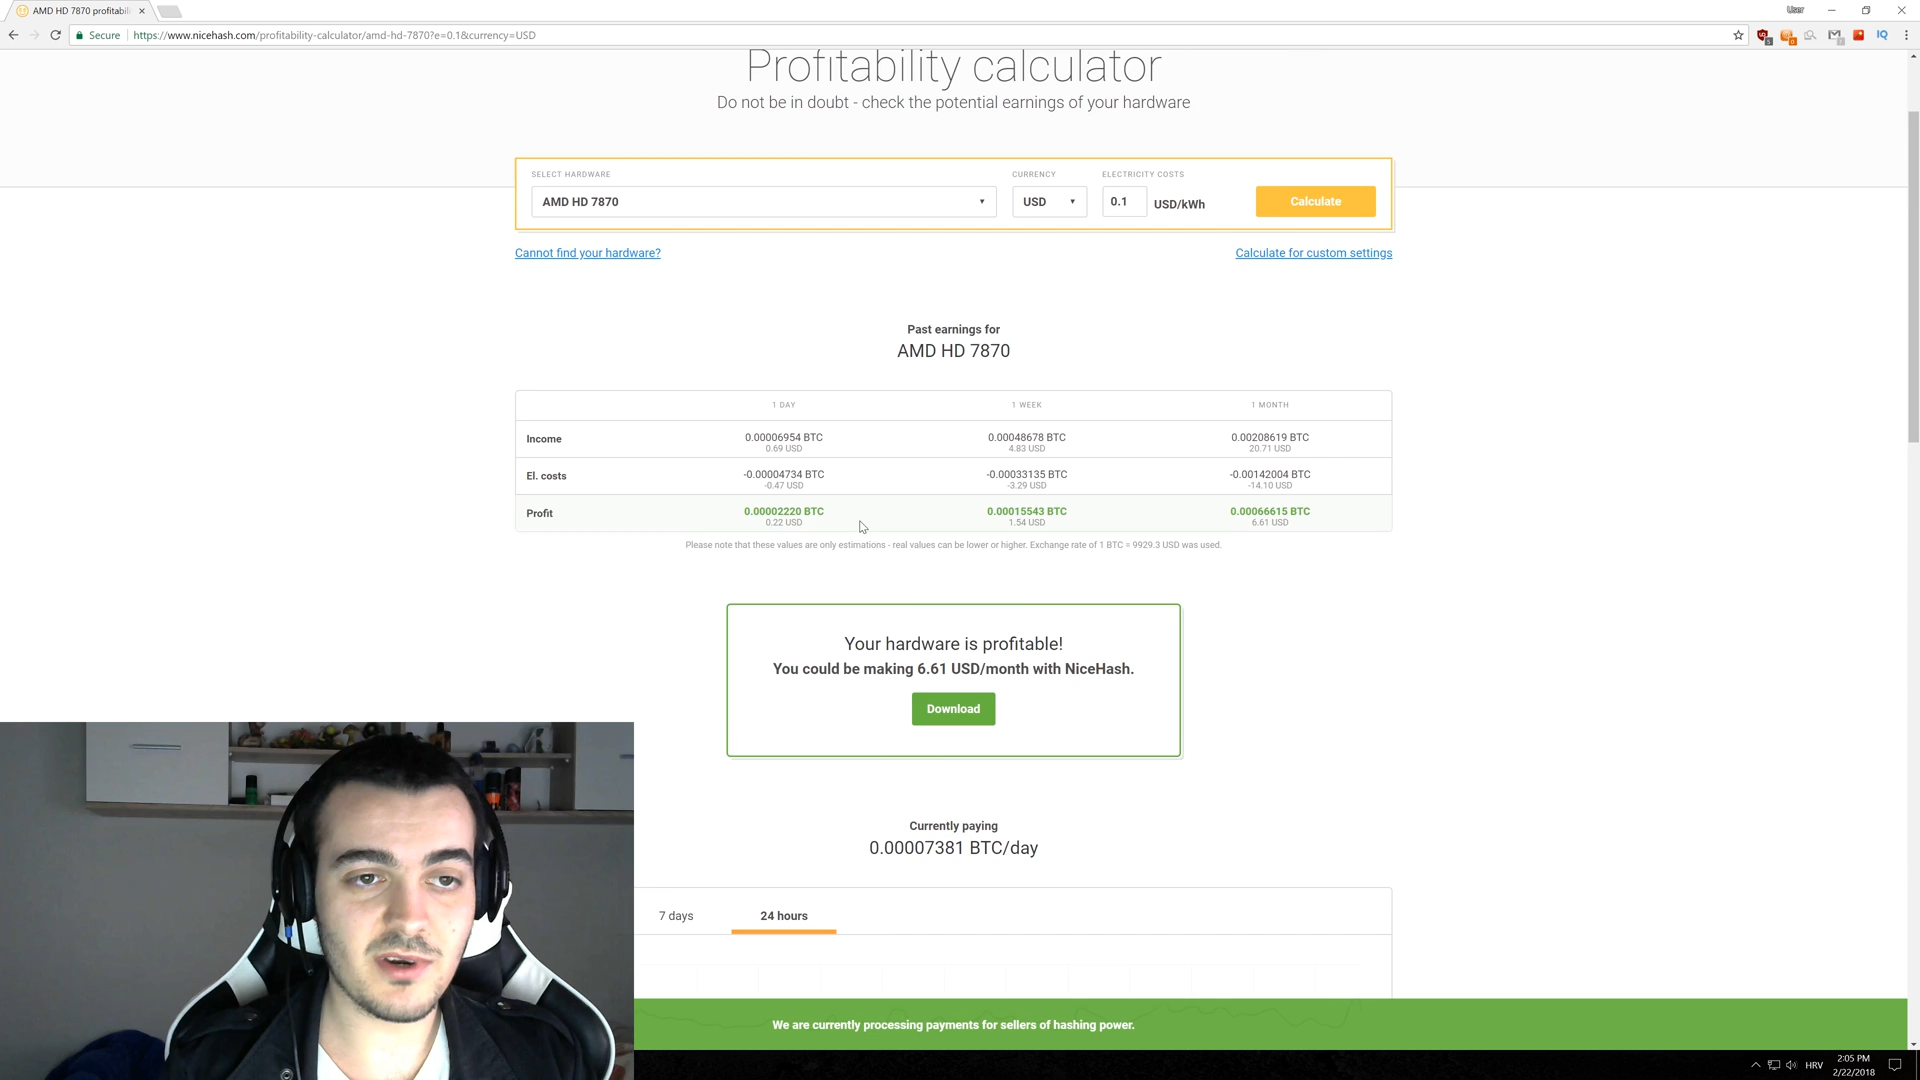 AMD HD 7870 profitabili
User
Secure
https://www.nicehash.com/profitability-calculator/amd-hd-7870?e=0.1&currency=USD
IQ
Profitability calculator
Do not be in doubt - check the potential earnings of your hardware
SELECT HARDWARE CURRENCY ELECTRICITY COSTS
AMD HD 7870 USD 0.1 USD/kWh Calculate
Cannot find your hardware? Calculate for custom settings
Past earnings for
AMD HD 7870
1 DAY 1 WEEK 1 MONTH
Income 0.00006954 BTC 0.00048678 BTC 0.00208619 BTC
0.69 USD 4.83 USD 20.71 USD
El. costs -0.00004734 BTC -0.00033135 BTC -0.00142004 BTC
-0.47 USD -3.29 USD -14.10 USD
Profit 0.00002220 BTC 0.00015543 BTC 0.00066615 BTC
0.22 USD 1.54 USD 6.61 USD
Please note that these values are only estimations - real values can be lower or higher. Exchange rate of 1 BTC = 9929.3 USD was used.
Your hardware is profitable!
You could be making 6.61 USD/month with NiceHash.
Download
Currently paying
0.00007381 BTC/day
7 days 24 hours
We are currently processing payments for sellers of hashing power.
HRV
2:05 PM
2/22/2018